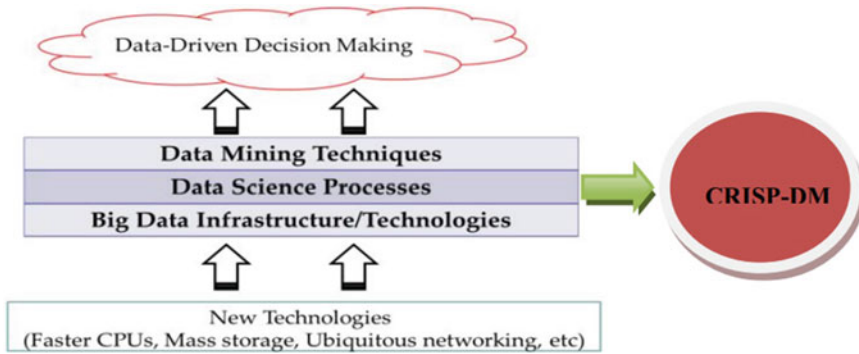 Data-Driven Decision Making
Data Mining Techniques
Data Science Processes
Big Data Infrastructure/Technologies
CRISP-DM
New Technologies
(Faster CPUs, Mass storage, Ubiquitous networking, etc)